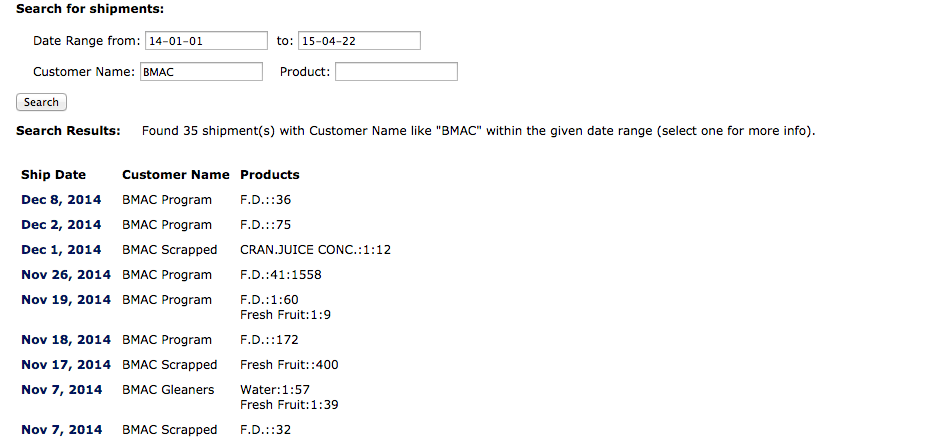 Search for shipments:
Date Range from: 14-01-01 to: 15-04-22
Customer Name: BMAC Product:
Search
Search Results: Found 35 shipment(s) with Customer Name like "BMAC" within the given date range (select one for more info).
Ship Date Customer Name Products
Dec 8, 2014 BMAC Program F.D.::36
Dec 2, 2014 BMAC Program F.D.::75
Dec 1, 2014 BMAC Scrapped CRAN.JUICE CONC.:1:12
Nov 26, 2014 BMAC Program F.D.:41:1558
Nov 19, 2014 BMAC Program F.D.:1:60
Fresh Fruit:1:9
Nov 18, 2014 BMAC Program F.D.::172
Nov 17, 2014 BMAC Scrapped Fresh Fruit::400
Nov 7, 2014 BMAC Gleaners Water:1:57
Fresh Fruit:1:39
Nov 7, 2014 BMAC Scrapped F.D.::32